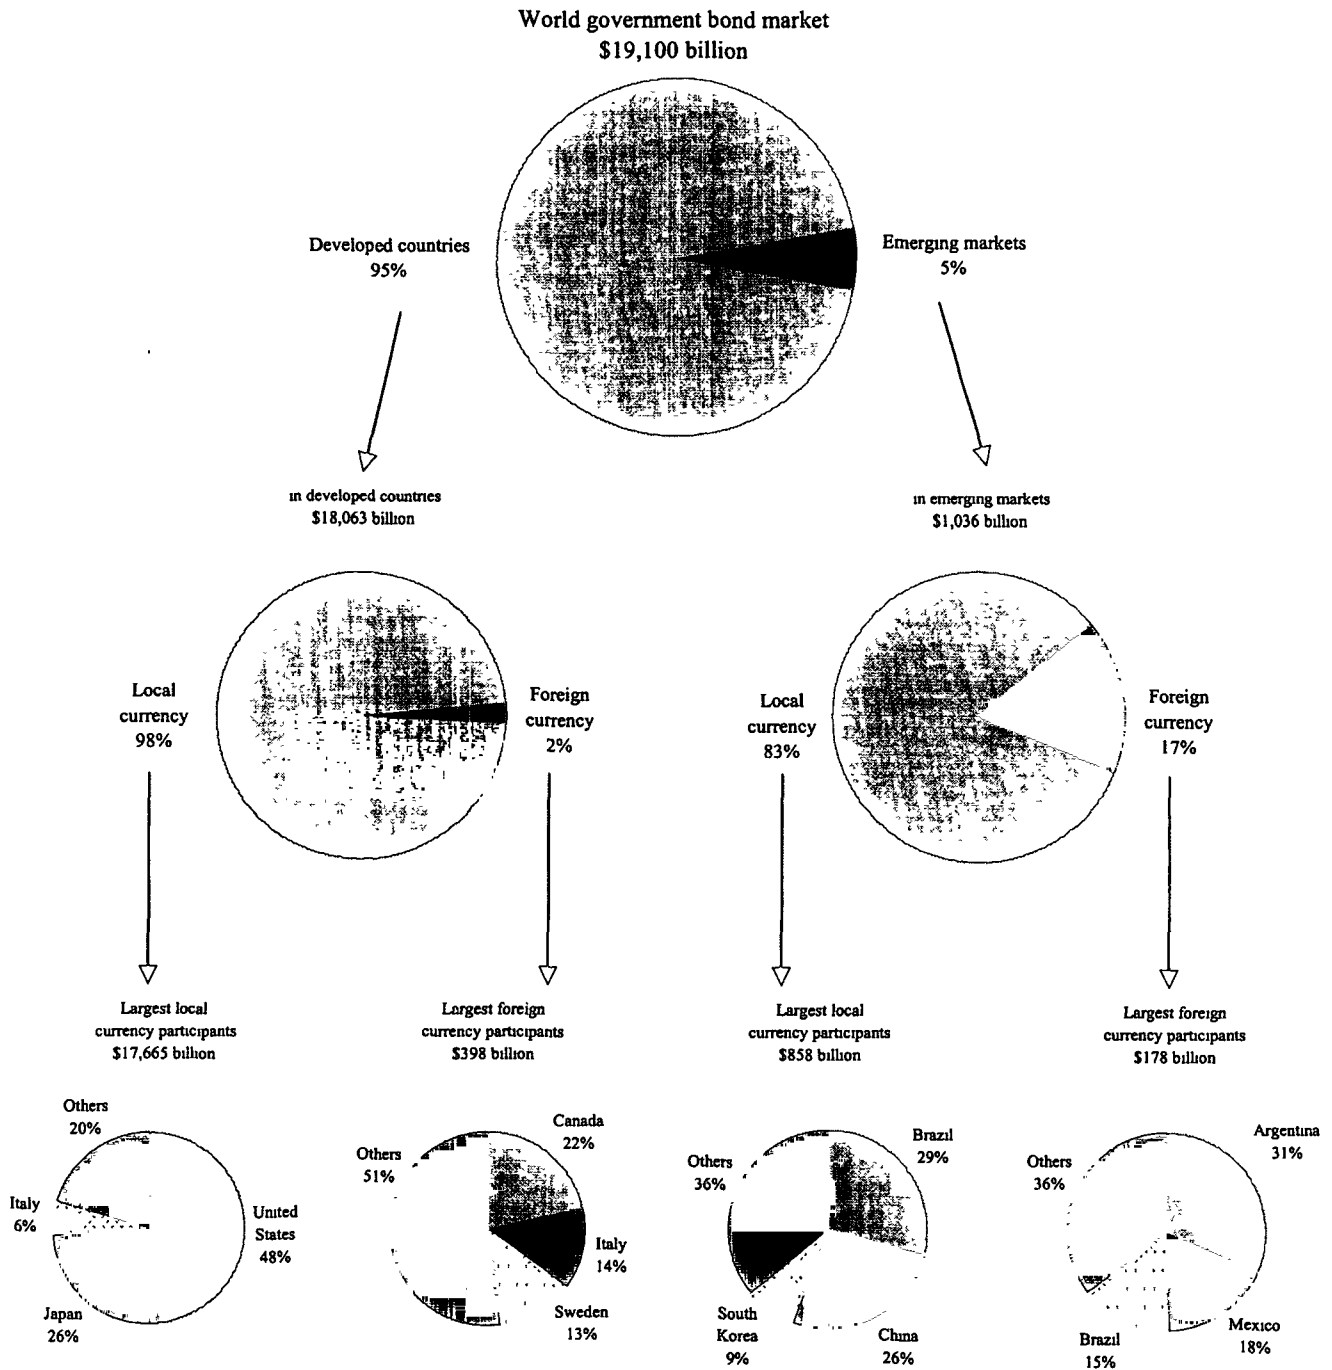 World government bond market
$19,100 billion
Developed countries
95%
Emerging markets
5%
in developed countries
$18,063 billion
in emerging markets
$1,036 billion
Local
currency
98%
Foreign
currency
2%
Local
currency
83%
Foreign
currency
17%
Largest local
currency participants
$17,665 billion
Largest foreign
currency participants
$398 billion
Largest local
currency participants
$858 billion
Largest foreign
currency participants
$178 billion
Others
20%
Italy
6%
United
States
48%
Japan
26%
Others
51%
Canada
22%
Italy
14%
Sweden
13%
Others
36%
Brazil
29%
South
Korea
9%
China
26%
Others
36%
Argentina
31%
Brazil
15%
Mexico
18%